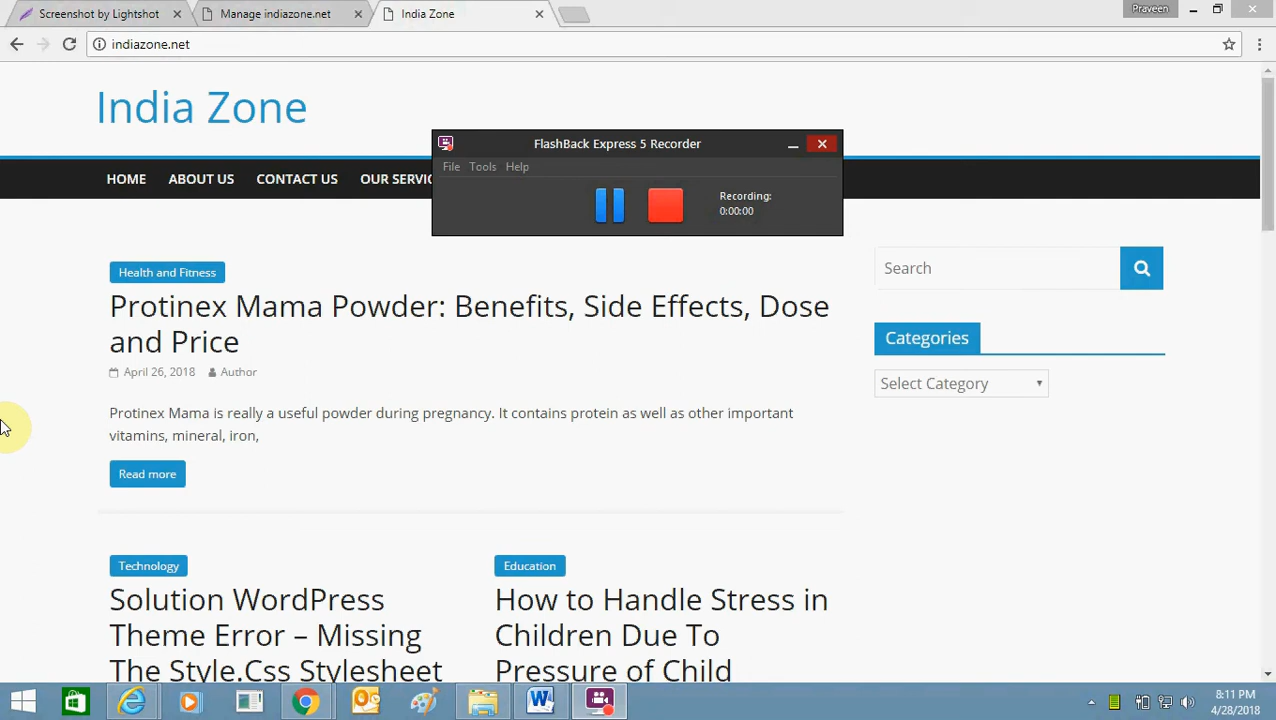 Screenshot by Lightshot
Manage indiazone.net
India Zone
Praveen
indiazone.net
India Zone
FlashBack Express 5 Recorder
File Tools Help
Recording:
0:00:00
HOME ABOUT US CONTACT US OUR SERVIC
Health and Fitness
Protinex Mama Powder: Benefits, Side Effects, Dose
and Price
April 26, 2018 Author
Protinex Mama is really a useful powder during pregnancy. It contains protein as well as other important
vitamins, mineral, iron,
Read more
Search
Categories
Select Category
Technology
Solution WordPress
Theme Error – Missing
The Style.Css Stylesheet
Education
How to Handle Stress in
Children Due To
Pressure of Child
8:11 PM
4/28/2018